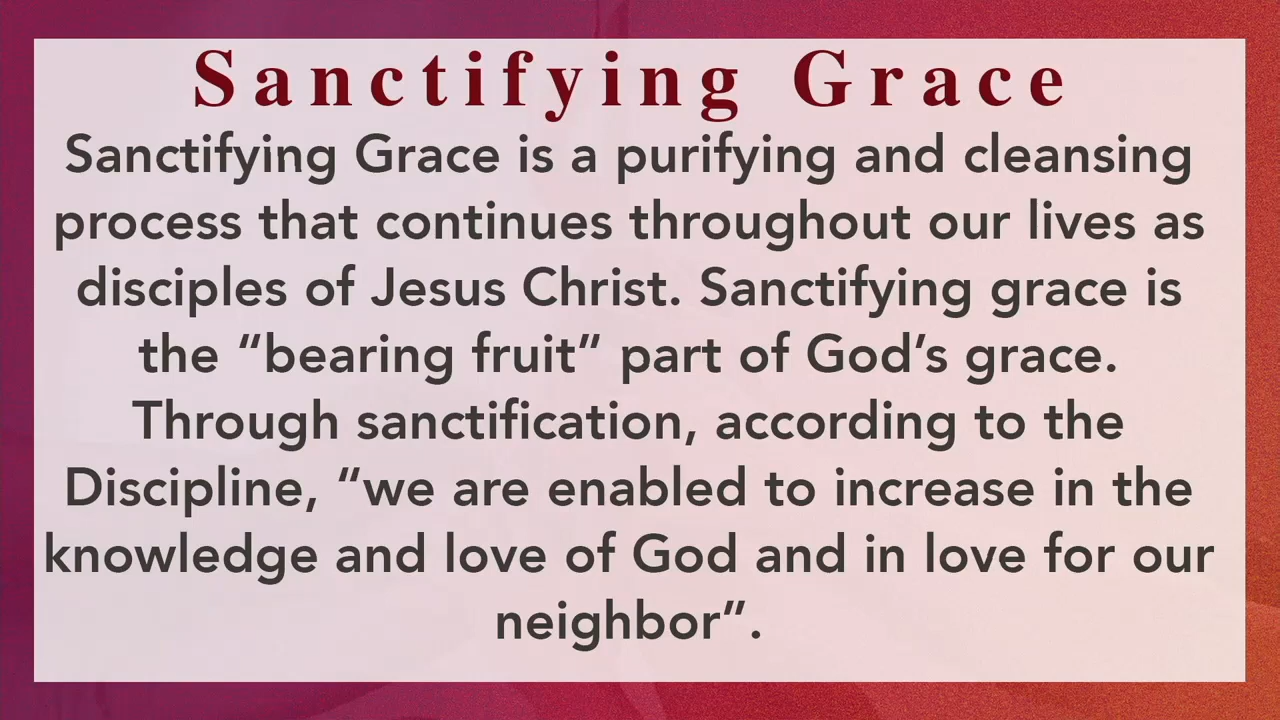 Sanctifying Grace
Sanctifying Grace is a purifying and cleansing
process that continues throughout our lives as
disciples of Jesus Christ. Sanctifying grace is
the “bearing fruit” part of God’s grace.
Through sanctification, according to the
Discipline, “we are enabled to increase in the
knowledge and love of God and in love for our
neighbor”.